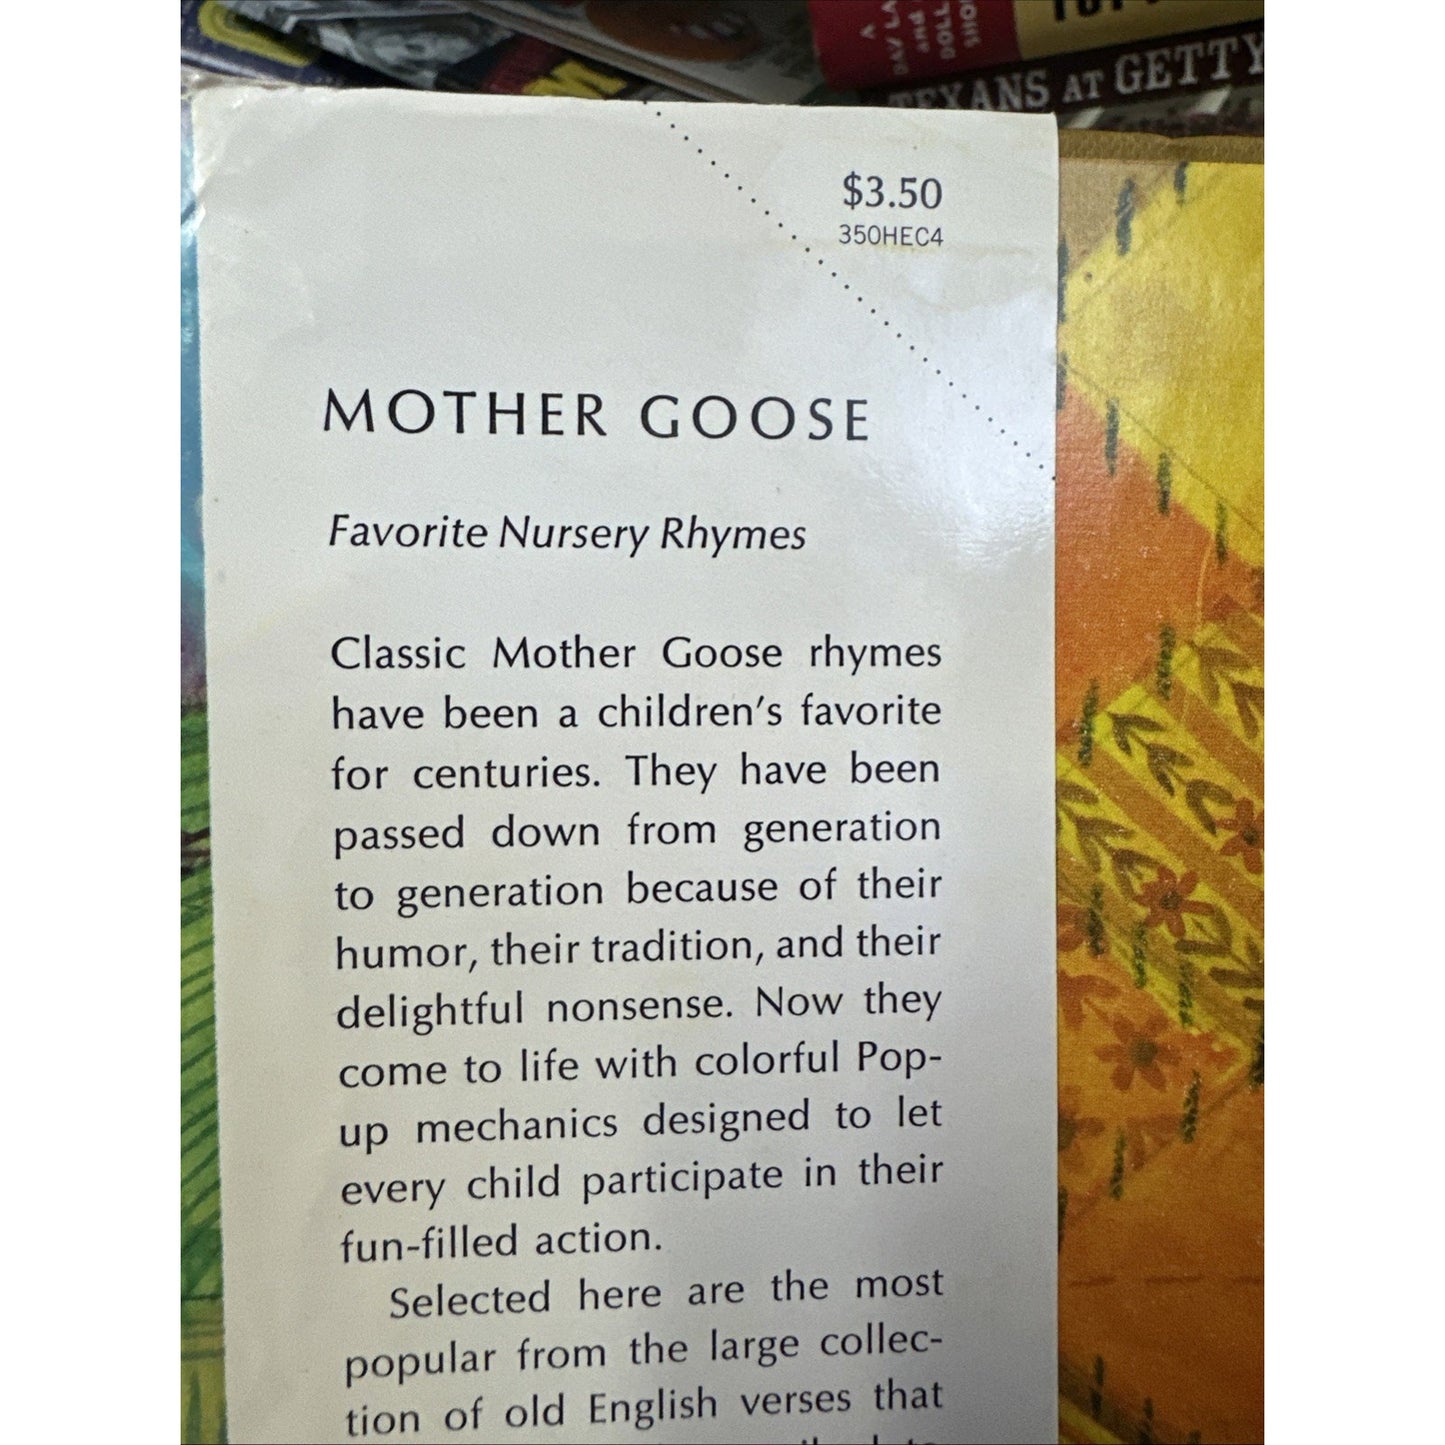 A
and
DOLL
TEXANS AT GETTY
$3.50
350HEC4
MOTHER GOOSE
Favorite Nursery Rhymes
Classic Mother Goose rhymes
have been a children's favorite
for centuries. They have been
passed down from generation
to generation because of their
humor, their tradition, and their
delightful nonsense. Now they
come to life with colorful Pop-
up mechanics designed to let
every child participate in their
fun-filled action.
Selected here are the most
popular from the large collec-
tion of old English verses that